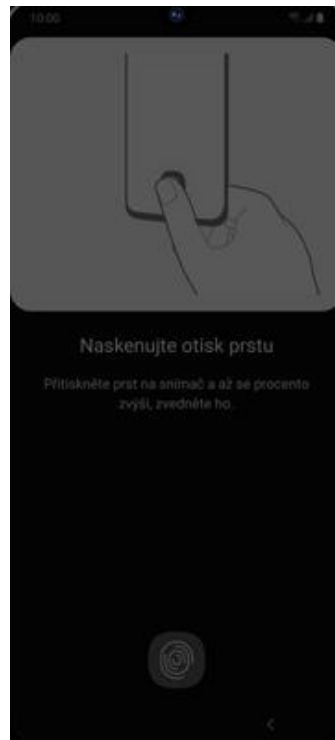 10:00
Naskenujte otisk prstu
Přitiskněte prst na snímač a až se procento
zvýší, zvedněte ho.